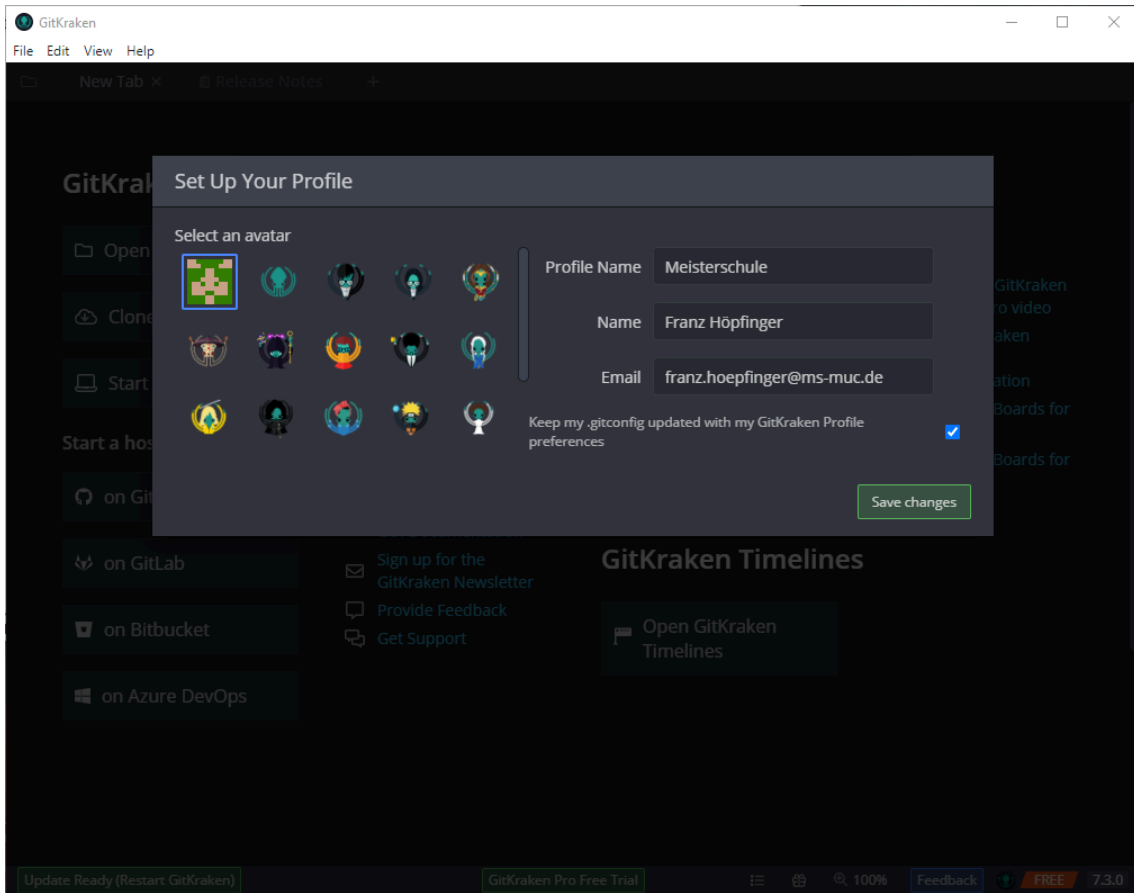 GitKraken
File Edit View Help
New Tab × Release Notes +
GitKrak
Set Up Your Profile
Select an avatar
Profile Name Meisterschule
Name Franz Höpfinger
Email franz.hoepfinger@ms-muc.de
Keep my .gitconfig updated with my GitKraken Profile
preferences
Save changes
Open
Clone
Start
Start a hos
on Git
on GitLab
on Bitbucket
on Azure DevOps
Sign up for the
GitKraken Newsletter
Provide Feedback
Get Support
GitKraken
ro video
aken
ation
Boards for
Boards for
GitKraken Timelines
Open GitKraken
Timelines
Update Ready (Restart GitKraken) GitKraken Pro Free Trial 100% Feedback FREE 7.3.0